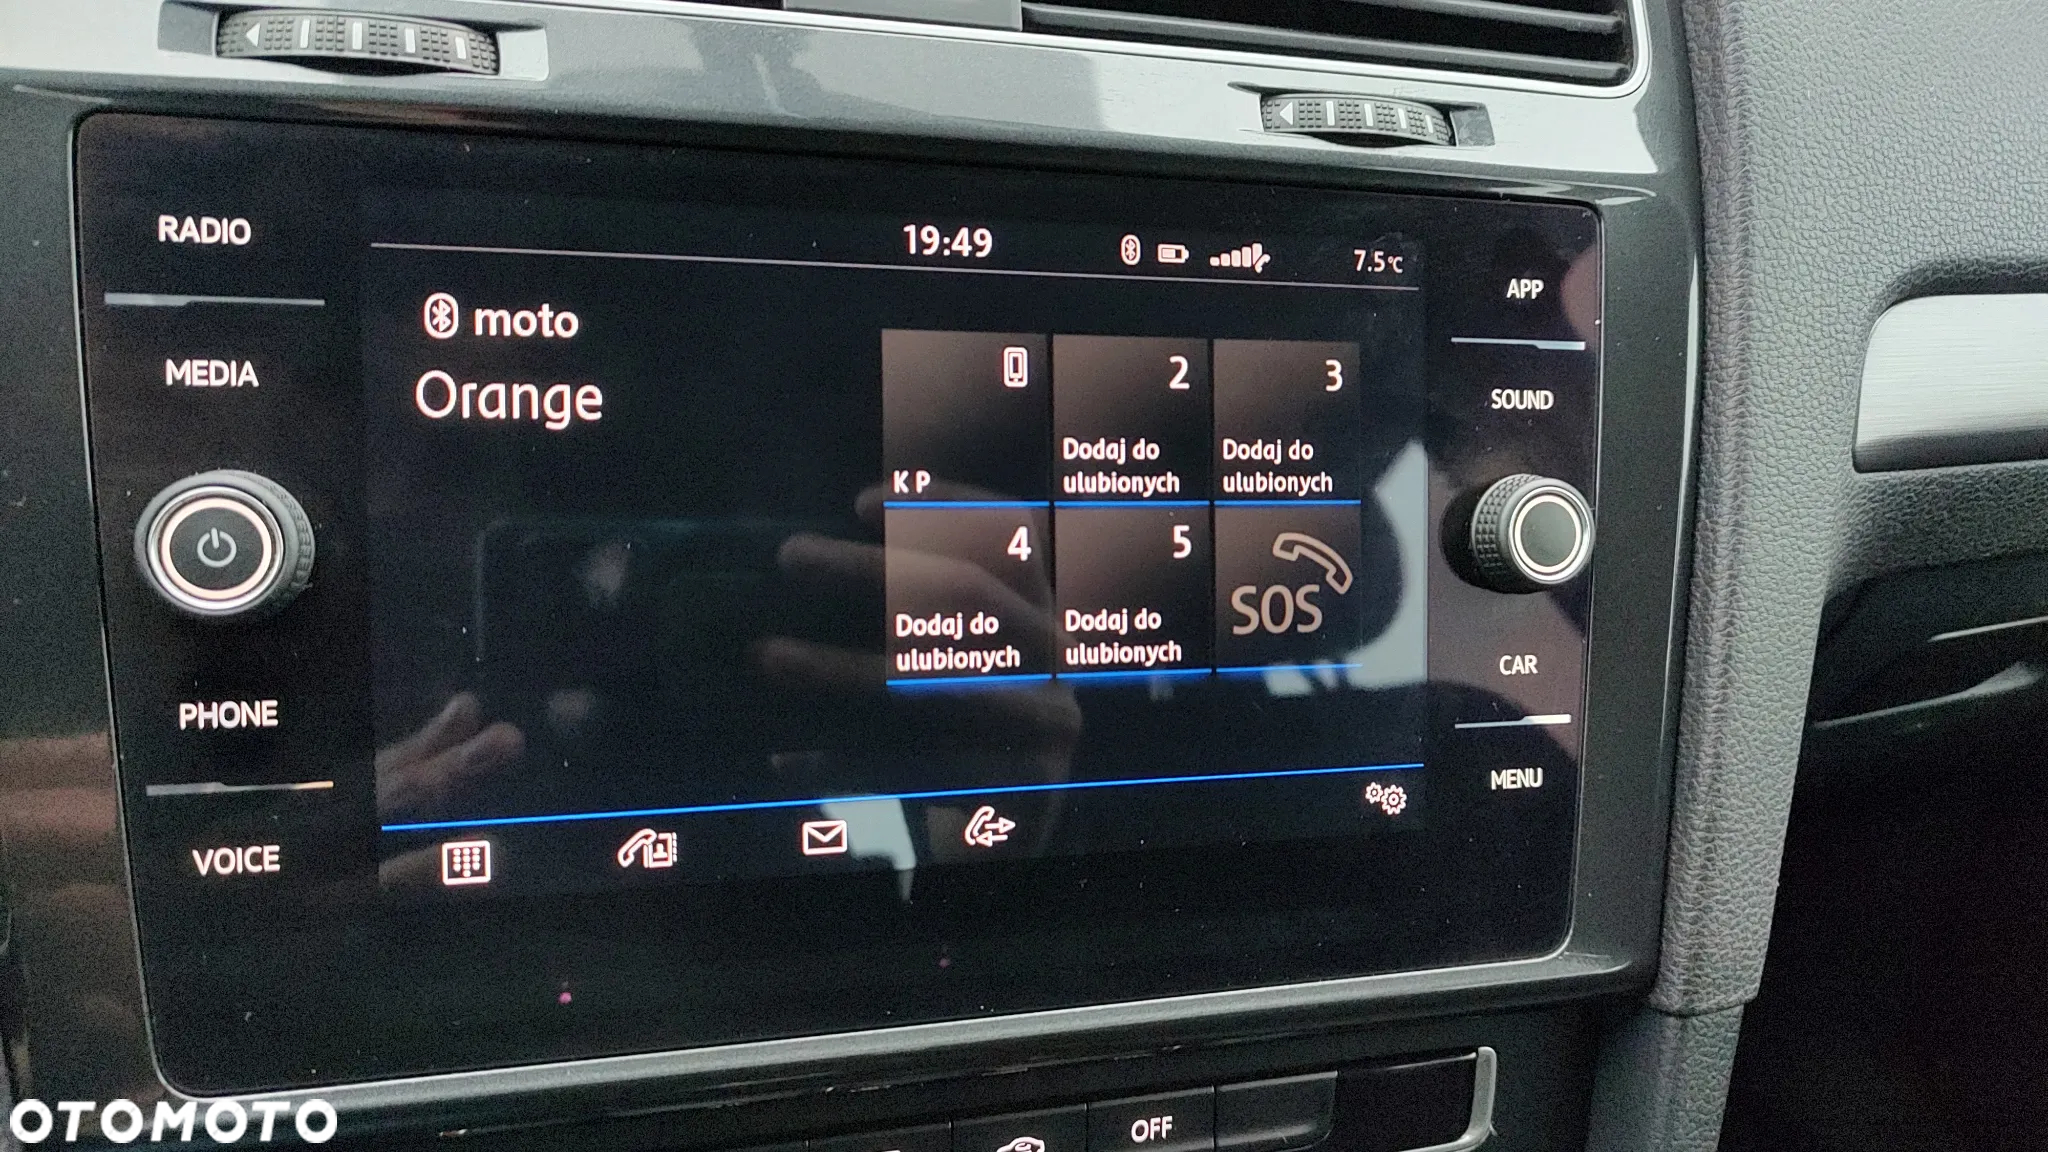 RADIO
MEDIA
PHONE
VOICE
19:49
7.5°C
moto
Orange
K P
2
Dodaj do
ulubionych
3
Dodaj do
ulubionych
4
Dodaj do
ulubionych
5
Dodaj do
ulubionych
SOS
APP
SOUND
CAR
MENU
OFF
OTOMOTO